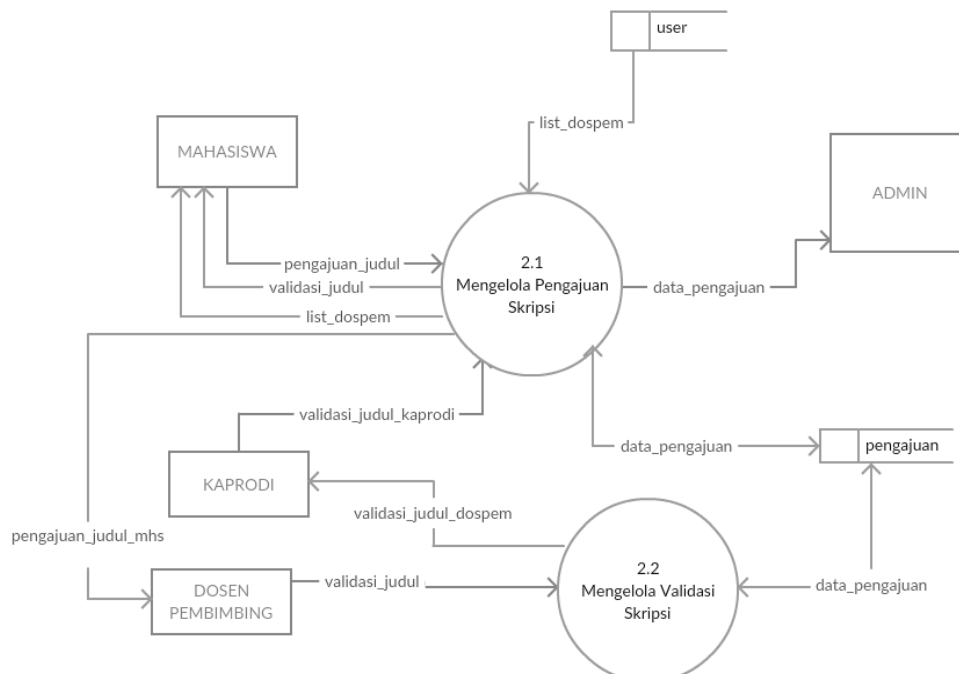 user
list_dospem
MAHASISWA
ADMIN
pengajuan_judul
validasi_judul
list_dospem
2.1
Mengelola Pengajuan
Skripsi
data_pengajuan
validasi_judul_kaprodi
data_pengajuan
pengajuan
KAPRODI
validasi_judul_dospem
pengajuan_judul_mhs
DOSEN
PEMBIMBING
validasi_judul
2.2
Mengelola Validasi
Skripsi
data_pengajuan